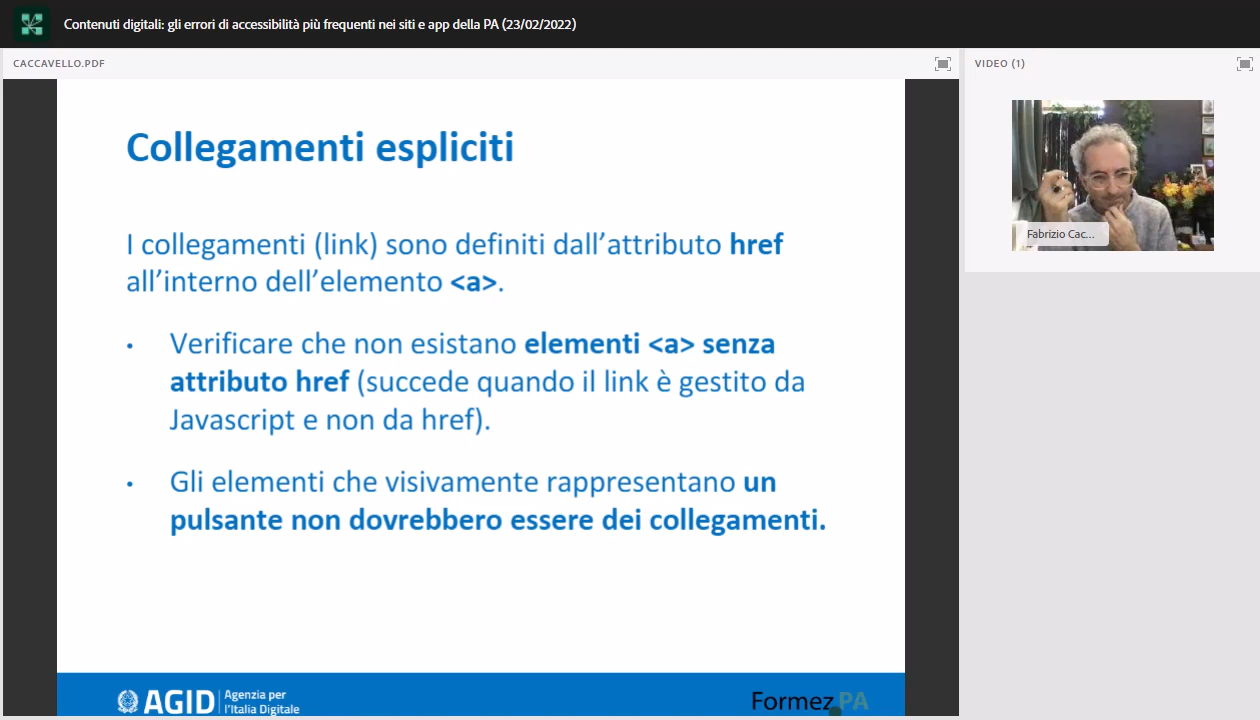 Contenuti digitali: gli errori di accessibilità più frequenti nei siti e app della PA (23/02/2022)
CACCAVELLO.PDF
VIDEO (1)
Collegamenti espliciti
I collegamenti (link) sono definiti dall’attributo href
all’interno dell’elemento <a>.
• Verificare che non esistano elementi <a> senza
attributo href (succede quando il link è gestito da
Javascript e non da href).
• Gli elementi che visivamente rappresentano un
pulsante non dovrebbero essere dei collegamenti.
AGID
Agenzia per
l’Italia Digitale
Formez PA
Fabrizio Cac...